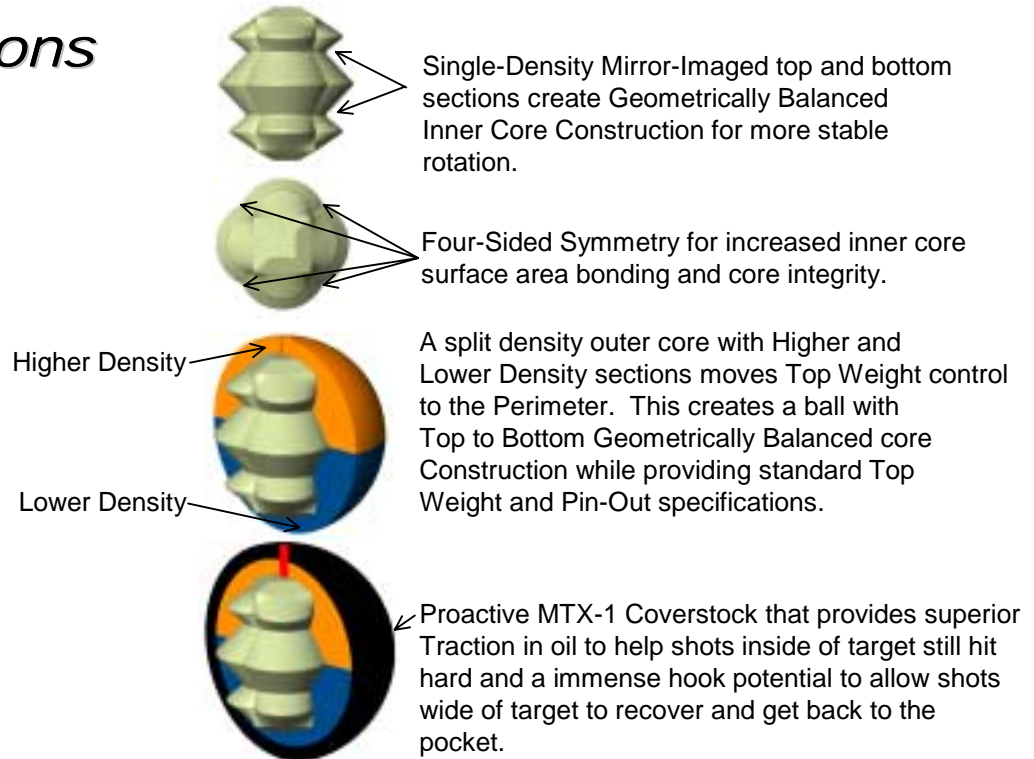 ons
Single-Density Mirror-Imaged top and bottom
sections create Geometrically Balanced
Inner Core Construction for more stable
rotation.
Four-Sided Symmetry for increased inner core
surface area bonding and core integrity.
Higher Density
A split density outer core with Higher and
Lower Density sections moves Top Weight control
to the Perimeter. This creates a ball with
Top to Bottom Geometrically Balanced core
Construction while providing standard Top
Weight and Pin-Out specifications.
Lower Density
Proactive MTX-1 Coverstock that provides superior
Traction in oil to help shots inside of target still hit
hard and a immense hook potential to allow shots
wide of target to recover and get back to the
pocket.